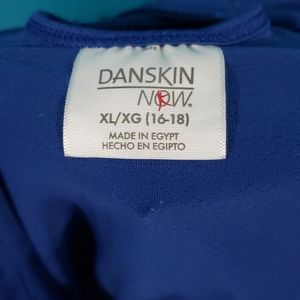 DANSKIN
NOW.
XL/XG (16-18)
MADE IN EGYPT
HECHO EN EGIPTO